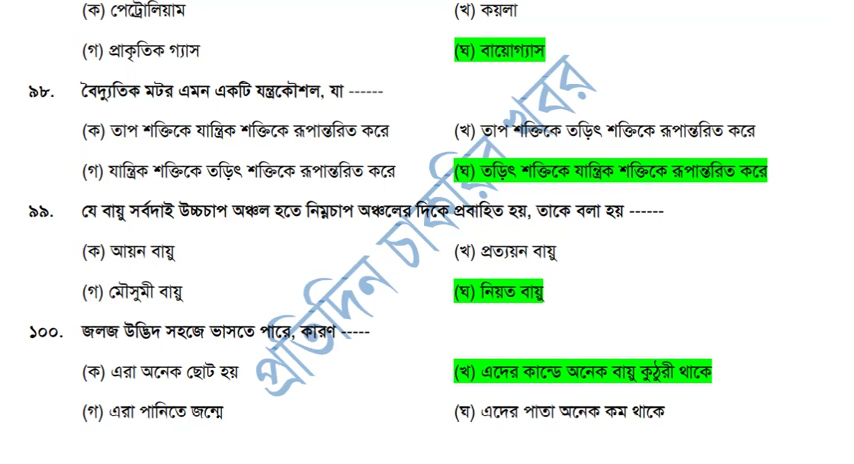 (ক) পেট্রোলিয়াম (খ) কয়লা
(গ) প্রাকৃতিক গ্যাস (ঘ) বায়োগ্যাস
৯৮. বৈদ্যুতিক মটর এমন একটি যন্ত্রকৌশল, যা ------
(ক) তাপ শক্তিকে যান্ত্রিক শক্তিকে রূপান্তরিত করে (খ) তাপ শক্তিকে তড়িৎ শক্তিকে রূপান্তরিত করে
(গ) যান্ত্রিক শক্তিকে তড়িৎ শক্তিকে রূপান্তরিত করে (ঘ) তড়িৎ শক্তিকে যান্ত্রিক শক্তিকে রূপান্তরিত করে
৯৯. যে বায়ু সর্বদাই উচ্চচাপ অঞ্চল হতে নিম্নচাপ অঞ্চলের দিকে প্রবাহিত হয়, তাকে বলা হয় ------
(ক) আয়ন বায়ু (খ) প্রত্যয়ন বায়ু
(গ) মৌসুমী বায়ু (ঘ) নিয়ত বায়ু
১০০. জলজ উদ্ভিদ সহজে ভাসতে পারে, কারণ -----
(ক) এরা অনেক ছোট হয় (খ) এদের কান্ডে অনেক বায়ু কুঠুরী থাকে
(গ) এরা পানিতে জন্মে (ঘ) এদের পাতা অনেক কম থাকে
প্রতিদিন চাকরির খবর